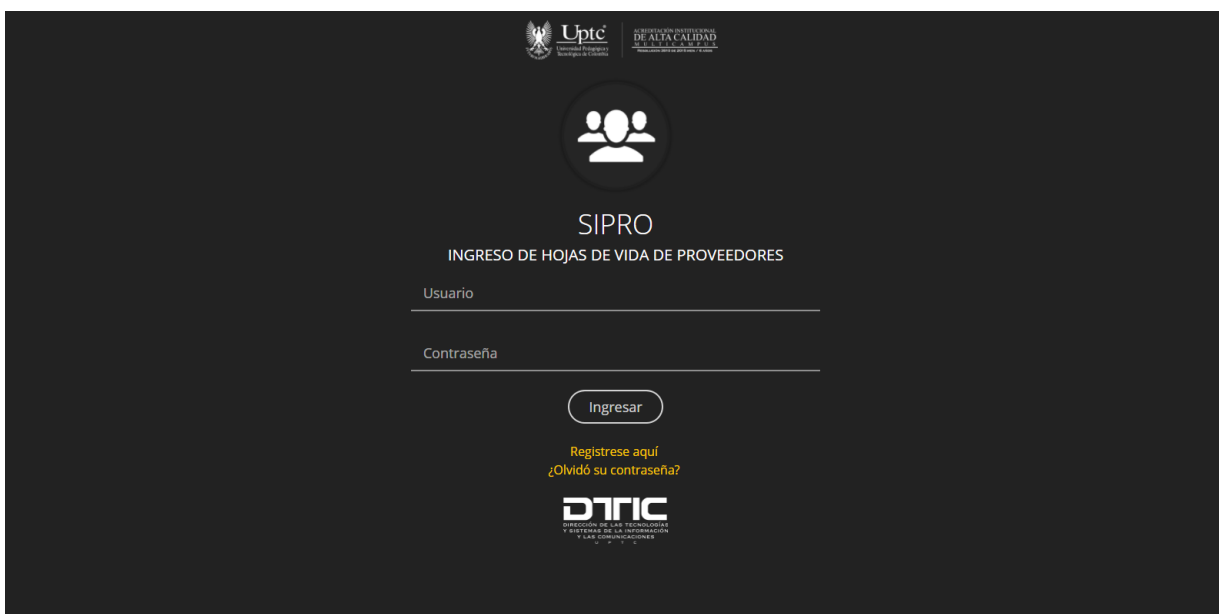 Uptc
Universidad Pedagógica y
Tecnológica de Colombia
ACREDITACIÓN INSTITUCIONAL
DE ALTA CALIDAD
MULTICAMPUS
SIPRO
INGRESO DE HOJAS DE VIDA DE PROVEEDORES
Usuario
Contraseña
Ingresar
Registrese aquí
¿Olvidó su contraseña?
DTIC
DIRECCIÓN DE LAS TECNOLOGÍAS
Y SISTEMAS DE LA INFORMACIÓN
Y LAS COMUNICACIONES
U P T C